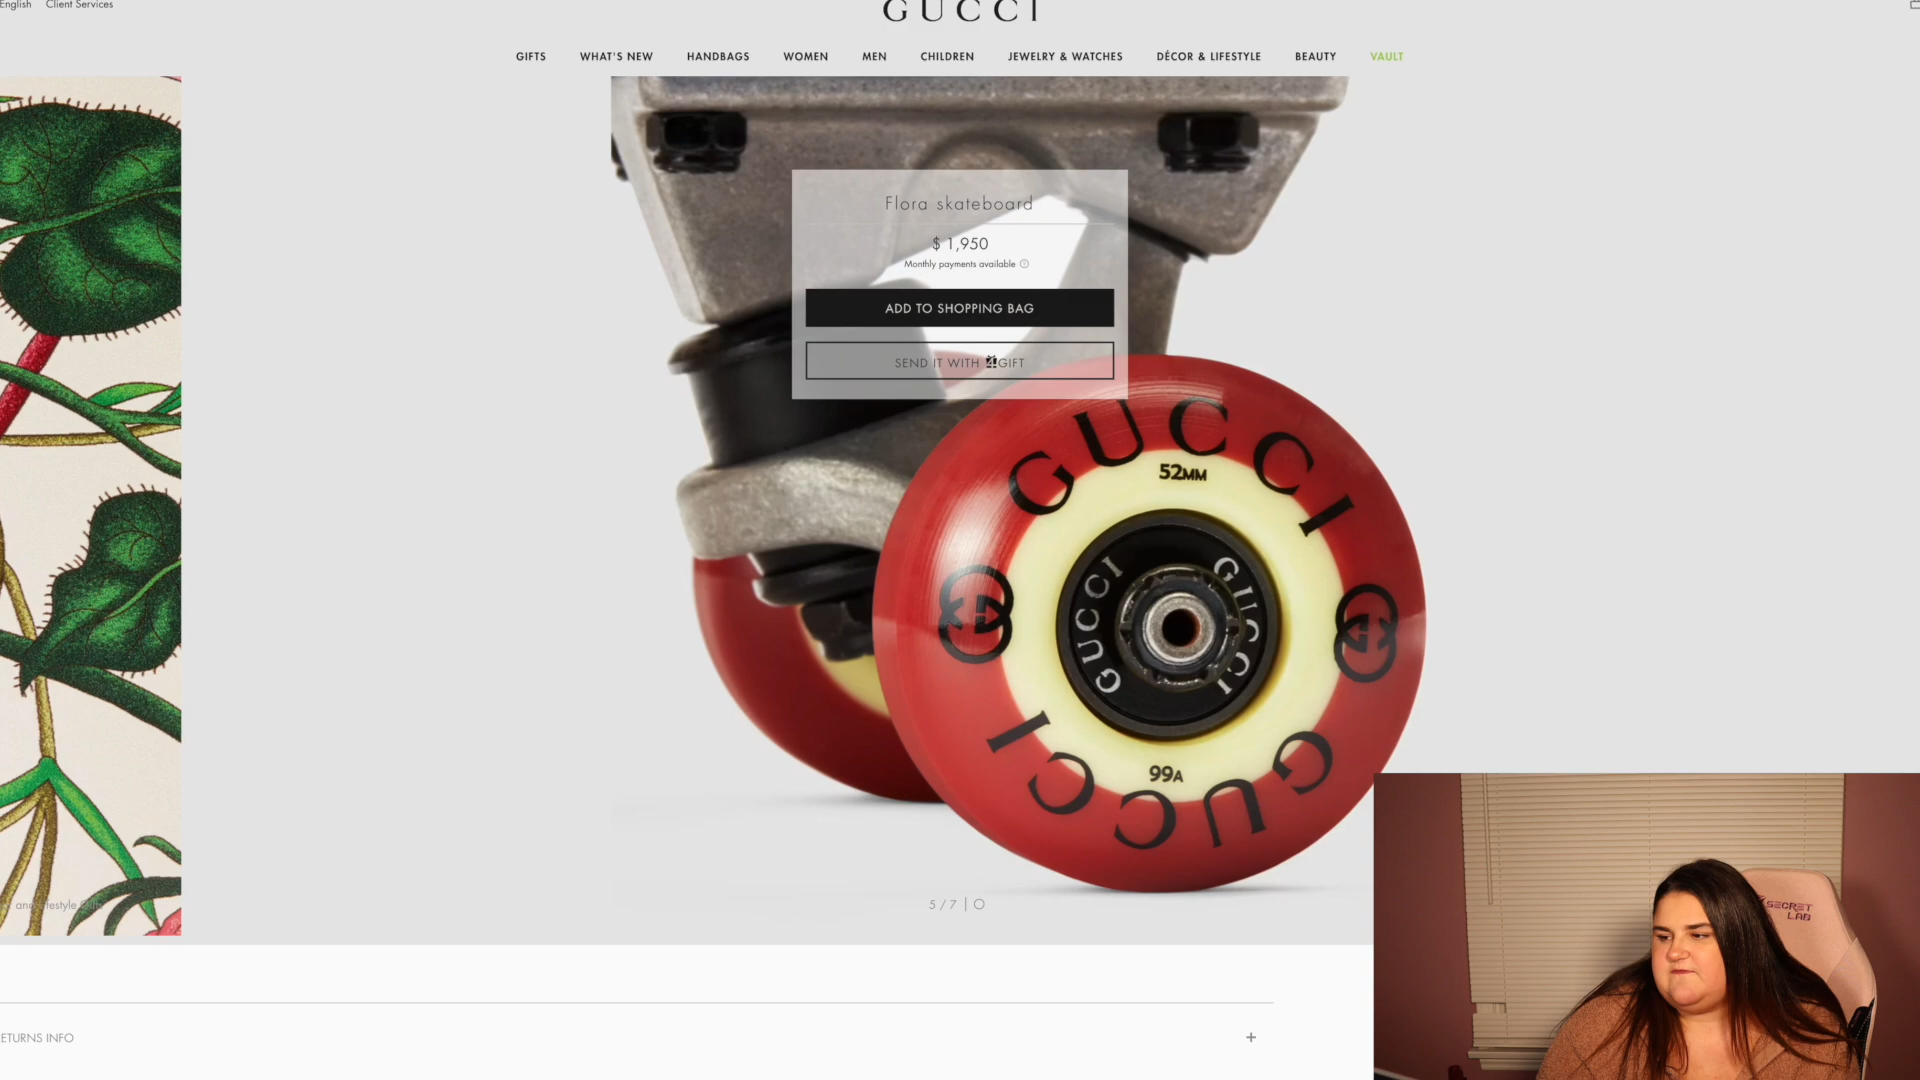 English Client Services
GUCCI
GIFTS WHAT'S NEW HANDBAGS WOMEN MEN CHILDREN JEWELRY & WATCHES DÉCOR & LIFESTYLE BEAUTY VAULT
Flora skateboard
$ 1,950
Monthly payments available
ADD TO SHOPPING BAG
SEND IT WITH GIFT
GUCCI
52MM
GUCCI GUCCI
99A
GUCCI
5 / 7
ETURNS INFO
SECRET
LAB